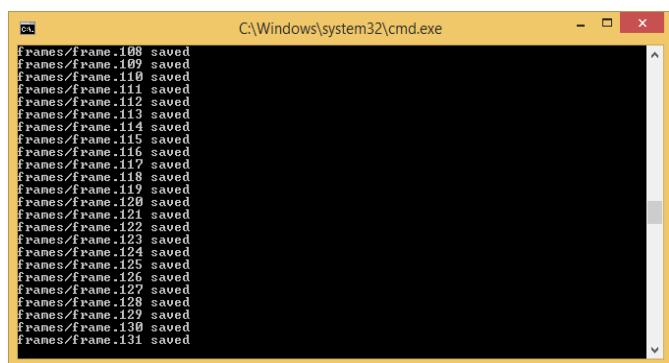 C:\Windows\system32\cmd.exe
frames/frame.108 saved
frames/frame.109 saved
frames/frame.110 saved
frames/frame.111 saved
frames/frame.112 saved
frames/frame.113 saved
frames/frame.114 saved
frames/frame.115 saved
frames/frame.116 saved
frames/frame.117 saved
frames/frame.118 saved
frames/frame.119 saved
frames/frame.120 saved
frames/frame.121 saved
frames/frame.122 saved
frames/frame.123 saved
frames/frame.124 saved
frames/frame.125 saved
frames/frame.126 saved
frames/frame.127 saved
frames/frame.128 saved
frames/frame.129 saved
frames/frame.130 saved
frames/frame.131 saved